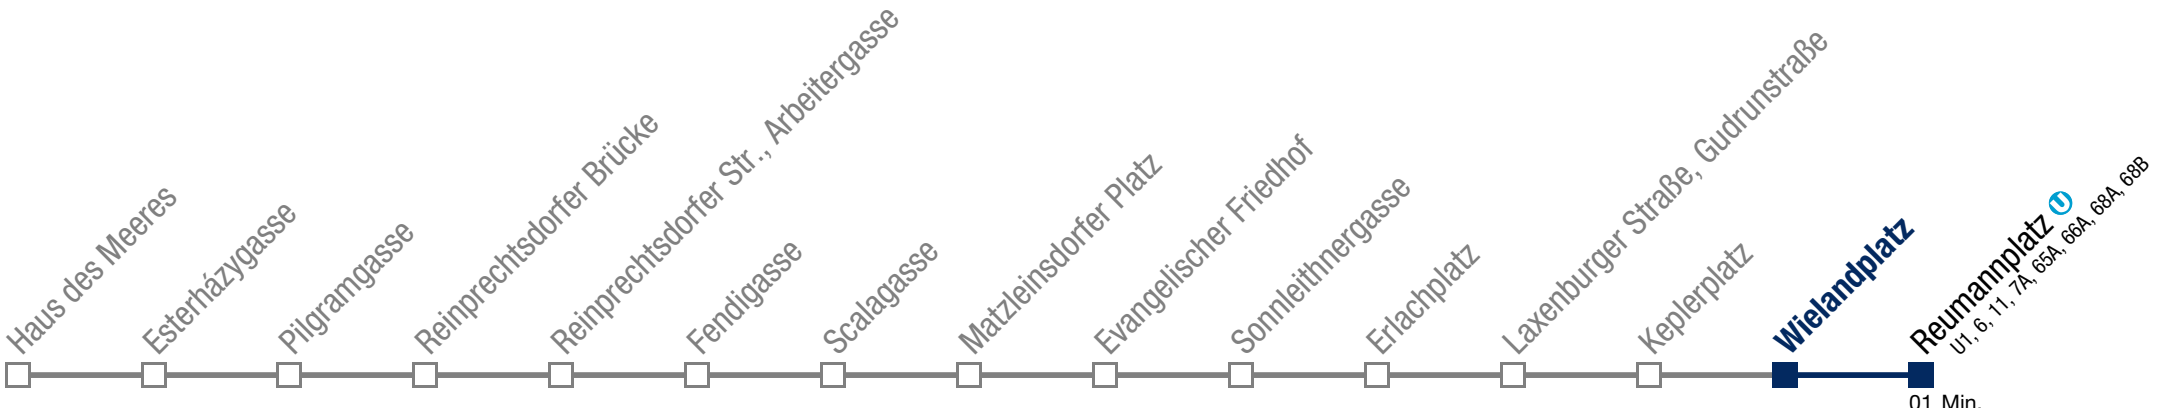 Haus des Meeres
Esterházygasse
Pilgramgasse
Reinprechtsdorfer Brücke
Reinprechtsdorfer Str., Arbeitergasse
Fendigasse
Scalagasse
Matzleinsdorfer Platz
Evangelischer Friedhof
Sonnleithnergasse
Erlachplatz
Laxenburger Straße, Gudrunstraße
Keplerplatz
Wielandplatz
Reumannplatz U
U1, 6, 11, 7A, 65A, 66A, 68A, 68B
01 Min.